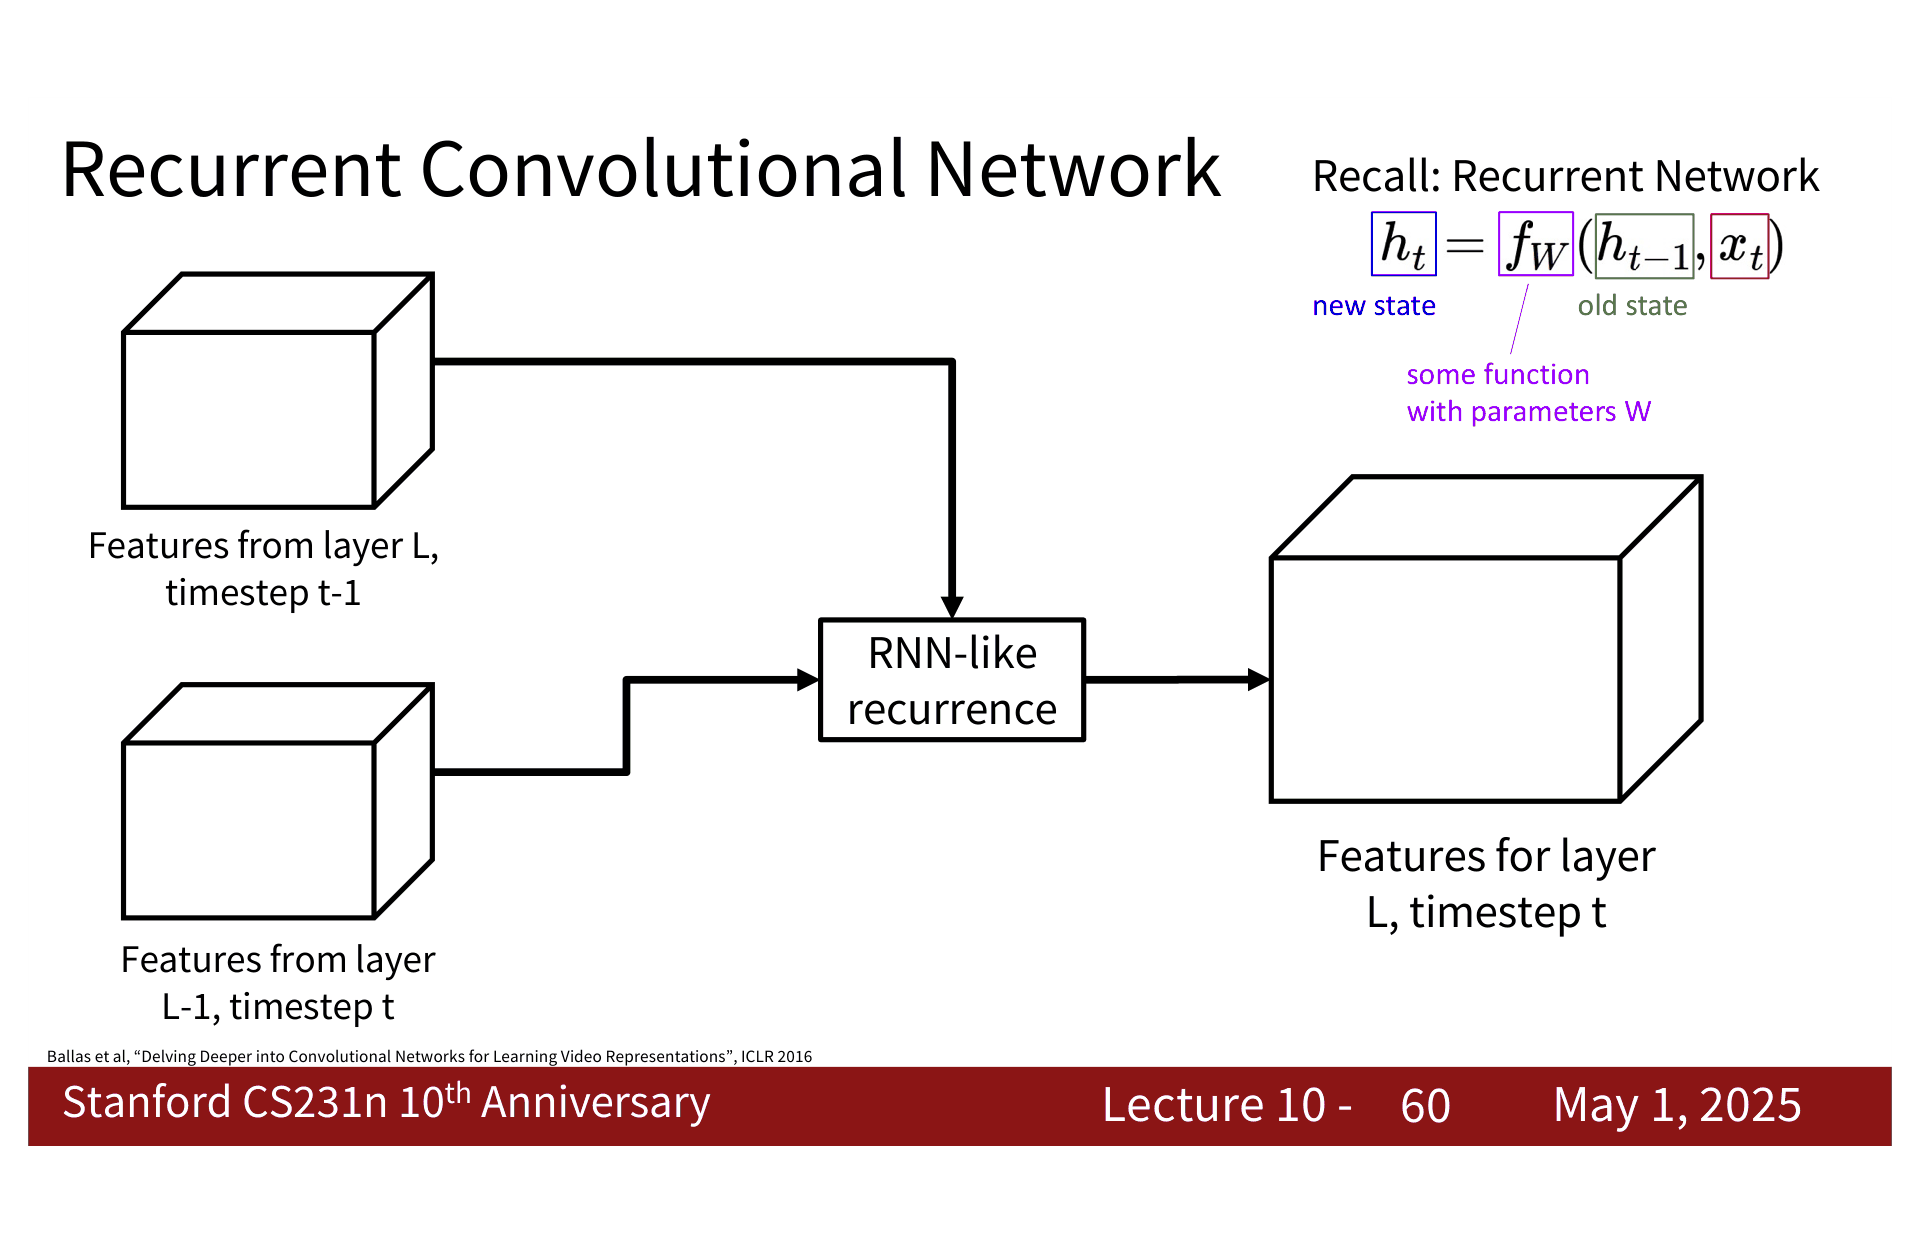 Recurrent Convolutional Network
Recall: Recurrent Network
h_t = f_W(h_{t-1}, x_t)
new state
old state
some function
with parameters W
Features from layer L,
timestep t-1
RNN-like
recurrence
Features for layer
L, timestep t
Features from layer
L-1, timestep t
Ballas et al, “Delving Deeper into Convolutional Networks for Learning Video Representations”, ICLR 2016
Stanford CS231n 10th Anniversary
Lecture 10 - 60
May 1, 2025